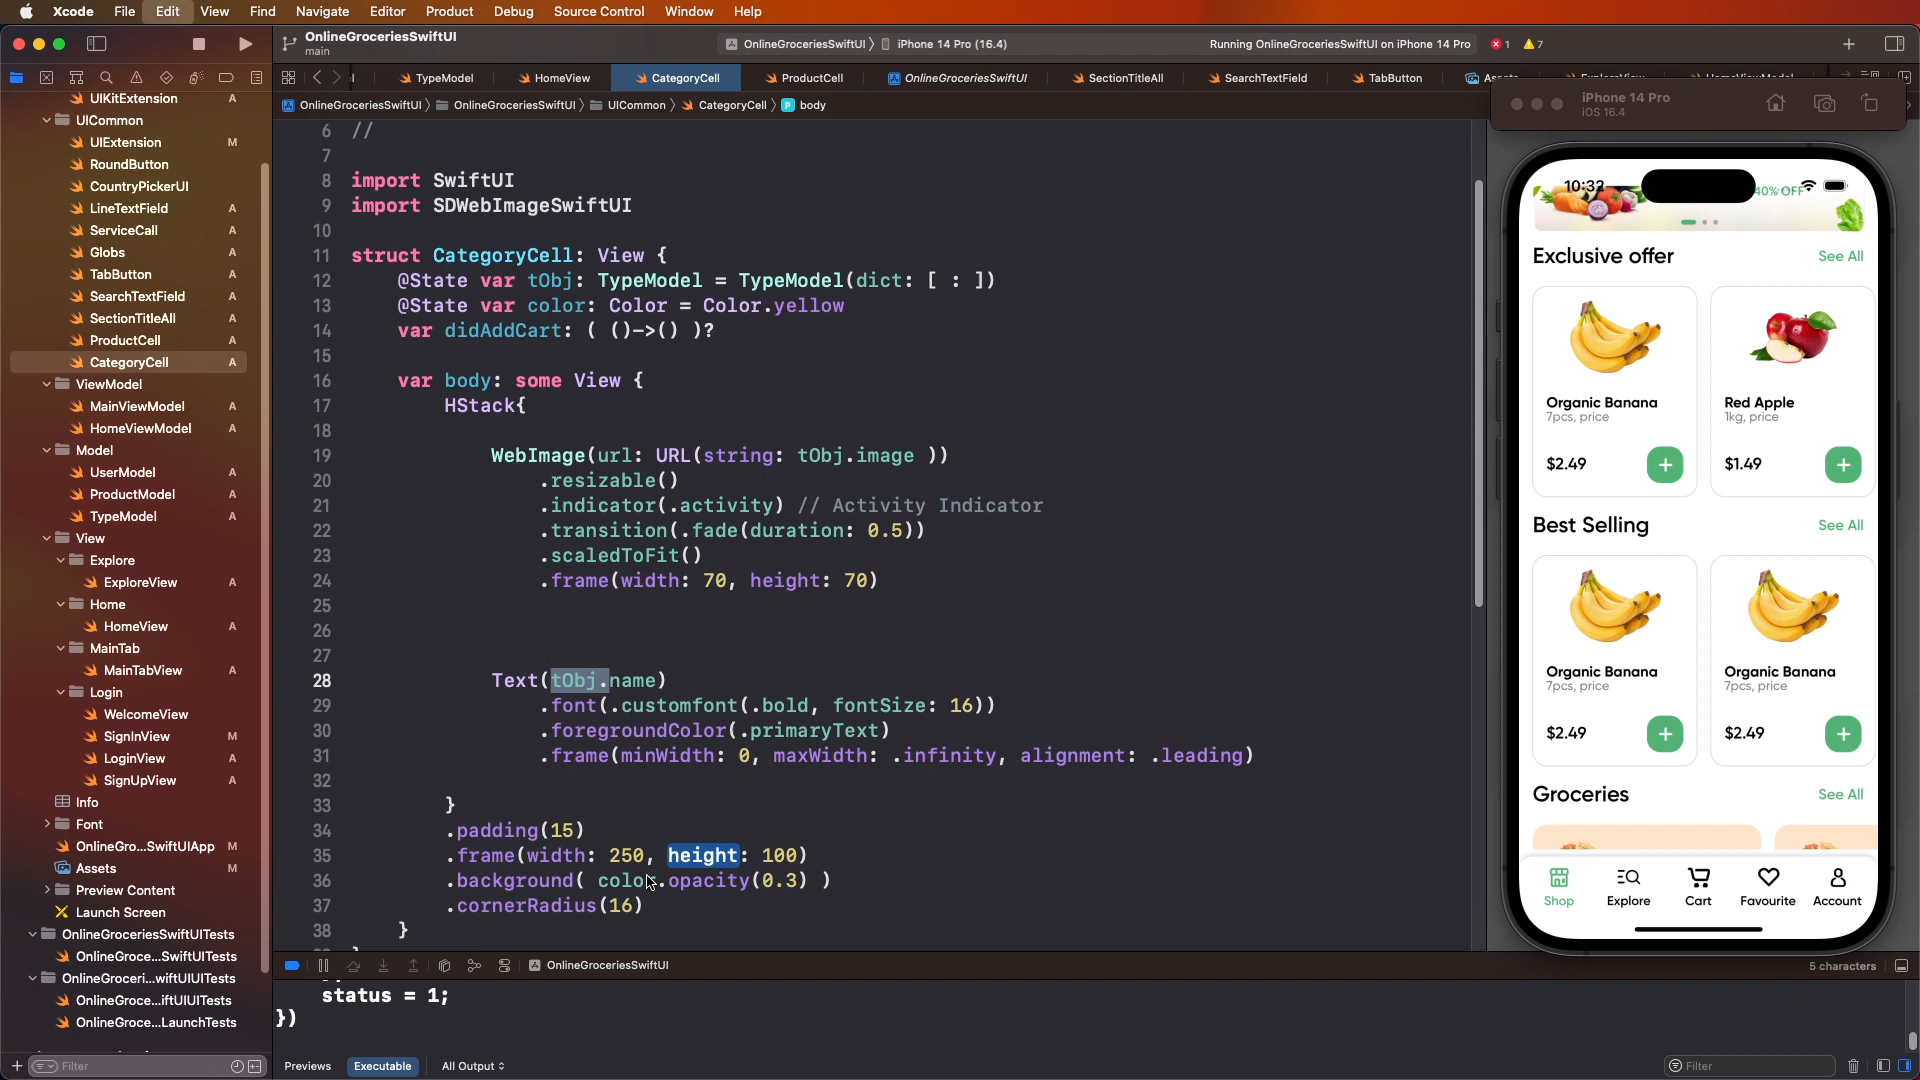 Xcode File Edit View Find Navigate Editor Product Debug Source Control Window Help
OnlineGroceriesSwiftUI
main
OnlineGroceriesSwiftUI iPhone 14 Pro (16.4)
Running OnlineGroceriesSwiftUI on iPhone 14 Pro
1 7
TypeModel HomeView CategoryCell ProductCell OnlineGroceriesSwiftUI SectionTitleAll SearchTextField TabButton
OnlineGroceriesSwiftUI OnlineGroceriesSwiftUI UICommon CategoryCell body
UIKitExtension A
UICommon
UIExtension M
RoundButton
CountryPickerUI
LineTextField A
ServiceCall A
Globs A
TabButton A
SearchTextField A
SectionTitleAll A
ProductCell A
CategoryCell A
ViewModel
MainViewModel A
HomeViewModel A
Model
UserModel A
ProductModel A
TypeModel A
View
Explore
ExploreView A
Home
HomeView A
MainTab
MainTabView A
Login
WelcomeView
SignInView M
LoginView A
SignUpView A
Info
Font
OnlineGro...SwiftUIApp M
Assets M
Preview Content
Launch Screen
OnlineGroceriesSwiftUITests
OnlineGroce...SwiftUITests
OnlineGroceri...wiftUIUITests
OnlineGroce...iftUIUITests
OnlineGroce...LaunchTests
Filter
6 //
7
8 import SwiftUI
9 import SDWebImageSwiftUI
10
11 struct CategoryCell: View {
12 @State var tObj: TypeModel = TypeModel(dict: [ : ])
13 @State var color: Color = Color.yellow
14 var didAddCart: ( ()->() )?
15
16 var body: some View {
17 HStack{
18
19 WebImage(url: URL(string: tObj.image ))
20 .resizable()
21 .indicator(.activity) // Activity Indicator
22 .transition(.fade(duration: 0.5))
23 .scaledToFit()
24 .frame(width: 70, height: 70)
25
26
27
28 Text(tObj.name)
29 .font(.customfont(.bold, fontSize: 16))
30 .foregroundColor(.primaryText)
31 .frame(minWidth: 0, maxWidth: .infinity, alignment: .leading)
32
33 }
34 .padding(15)
35 .frame(width: 250, height: 100)
36 .background( color.opacity(0.3) )
37 .cornerRadius(16)
38 }
OnlineGroceriesSwiftUI
5 characters
status = 1;
})
Previews Executable All Output
Filter
iPhone 14 Pro
iOS 16.4
10:32
40% OFF
Exclusive offer See All
Organic Banana Red Apple
7pcs, price 1kg, price
$2.49 $1.49
Best Selling See All
Organic Banana Organic Banana
7pcs, price 7pcs, price
$2.49 $2.49
Groceries See All
Shop Explore Cart Favourite Account